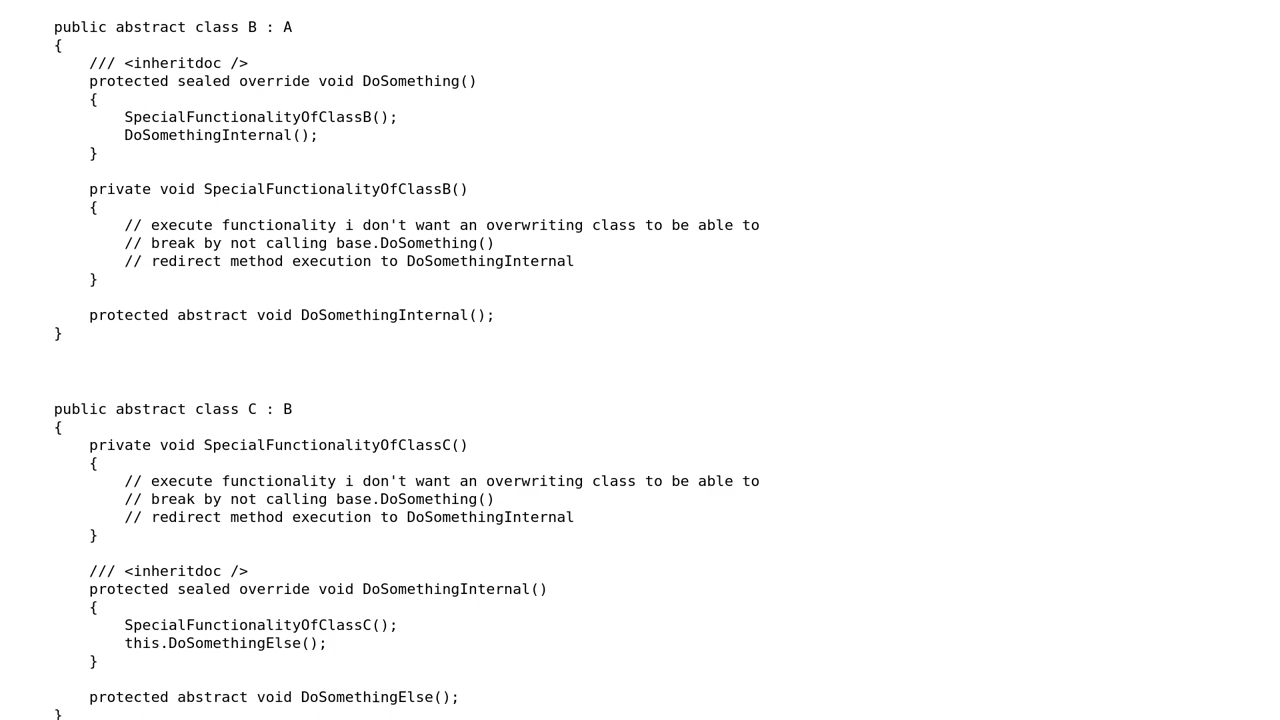 public abstract class B : A
{
    /// <inheritdoc />
    protected sealed override void DoSomething()
    {
        SpecialFunctionalityOfClassB();
        DoSomethingInternal();
    }

    private void SpecialFunctionalityOfClassB()
    {
        // execute functionality i don't want an overwriting class to be able to
        // break by not calling base.DoSomething()
        // redirect method execution to DoSomethingInternal
    }

    protected abstract void DoSomethingInternal();
}

public abstract class C : B
{
    private void SpecialFunctionalityOfClassC()
    {
        // execute functionality i don't want an overwriting class to be able to
        // break by not calling base.DoSomething()
        // redirect method execution to DoSomethingInternal
    }

    /// <inheritdoc />
    protected sealed override void DoSomethingInternal()
    {
        SpecialFunctionalityOfClassC();
        this.DoSomethingElse();
    }

    protected abstract void DoSomethingElse();
}